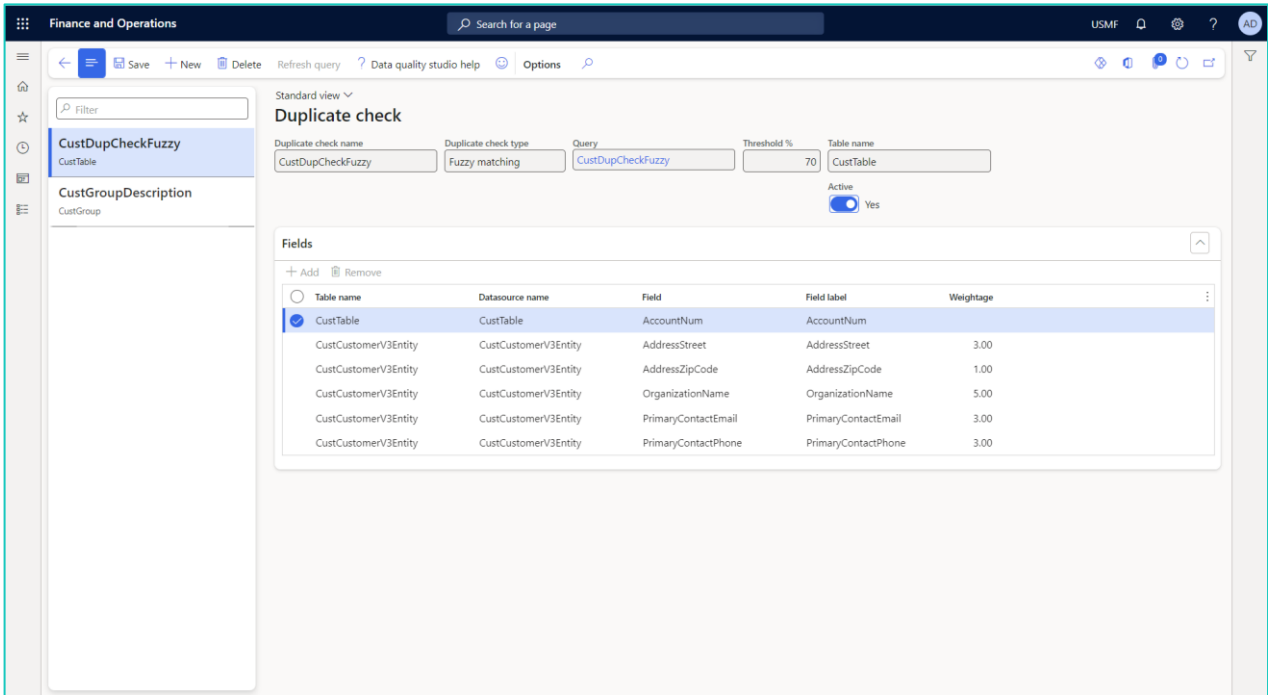 Finance and Operations
Search for a page
USMF
? AD
Save + New Delete Refresh query ? Data quality studio help Options
0
Filter
CustDupCheckFuzzy
CustTable
CustGroupDescription
CustGroup
Standard view
Duplicate check
Duplicate check name Duplicate check type Query Threshold % Table name
CustDupCheckFuzzy Fuzzy matching CustDupCheckFuzzy 70 CustTable
Active
Yes
Fields
+ Add Remove
Table name Datasource name Field Field label Weightage
CustTable CustTable AccountNum AccountNum
CustCustomerV3Entity CustCustomerV3Entity AddressStreet AddressStreet 3.00
CustCustomerV3Entity CustCustomerV3Entity AddressZipCode AddressZipCode 1.00
CustCustomerV3Entity CustCustomerV3Entity OrganizationName OrganizationName 5.00
CustCustomerV3Entity CustCustomerV3Entity PrimaryContactEmail PrimaryContactEmail 3.00
CustCustomerV3Entity CustCustomerV3Entity PrimaryContactPhone PrimaryContactPhone 3.00